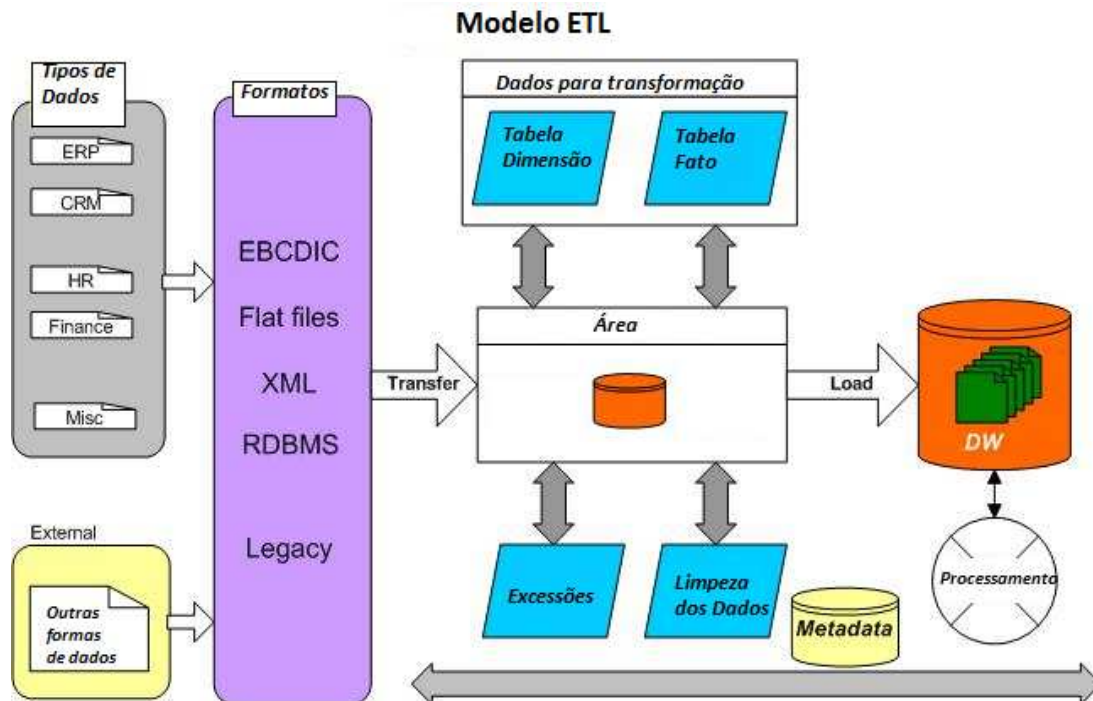 Modelo ETL
Tipos de
Dados
ERP
CRM
HR
Finance
Misc
External
Outras
formas
de dados
Formatos
EBCDIC
Flat files
XML
RDBMS
Legacy
Transfer
Dados para transformação
Tabela
Dimensão
Tabela
Fato
Área
Excessões
Limpeza
dos Dados
Metadata
Load
DW
Processamento